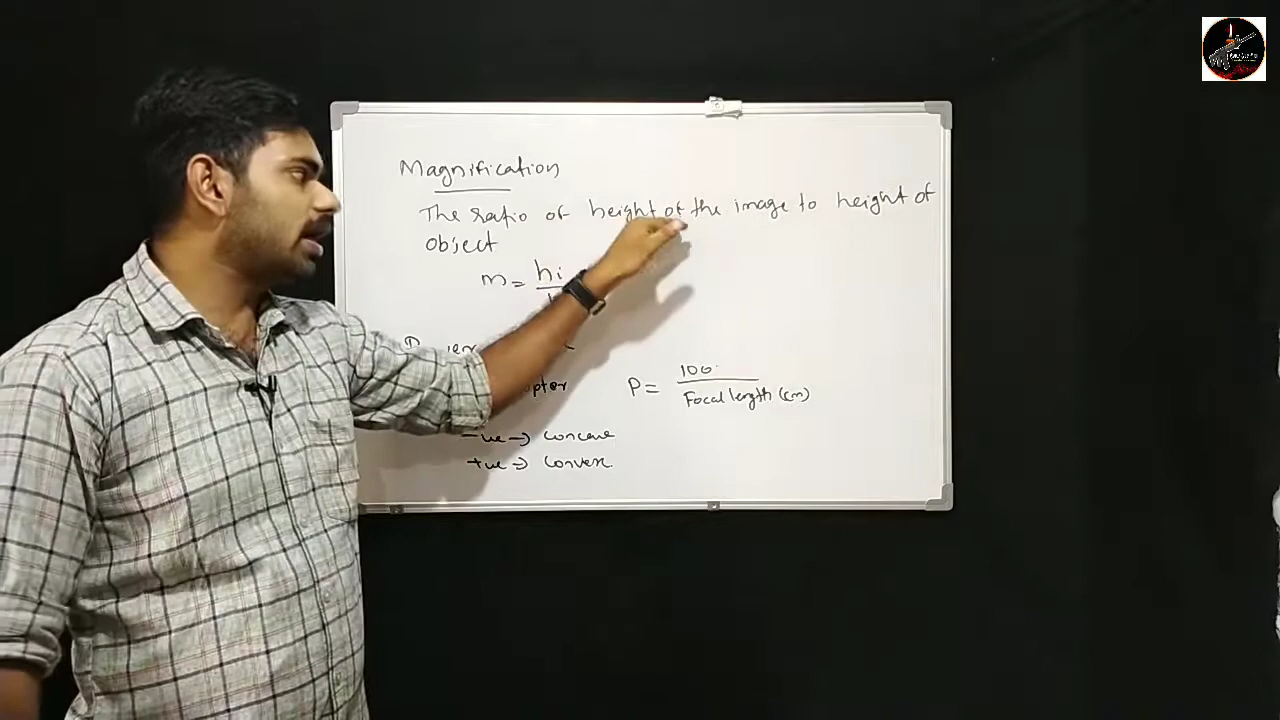 Magnification
The ratio of height of the image to height of
object
m = hi
P = 100
Focal length (cm)
-ve → concave
+ve → convex